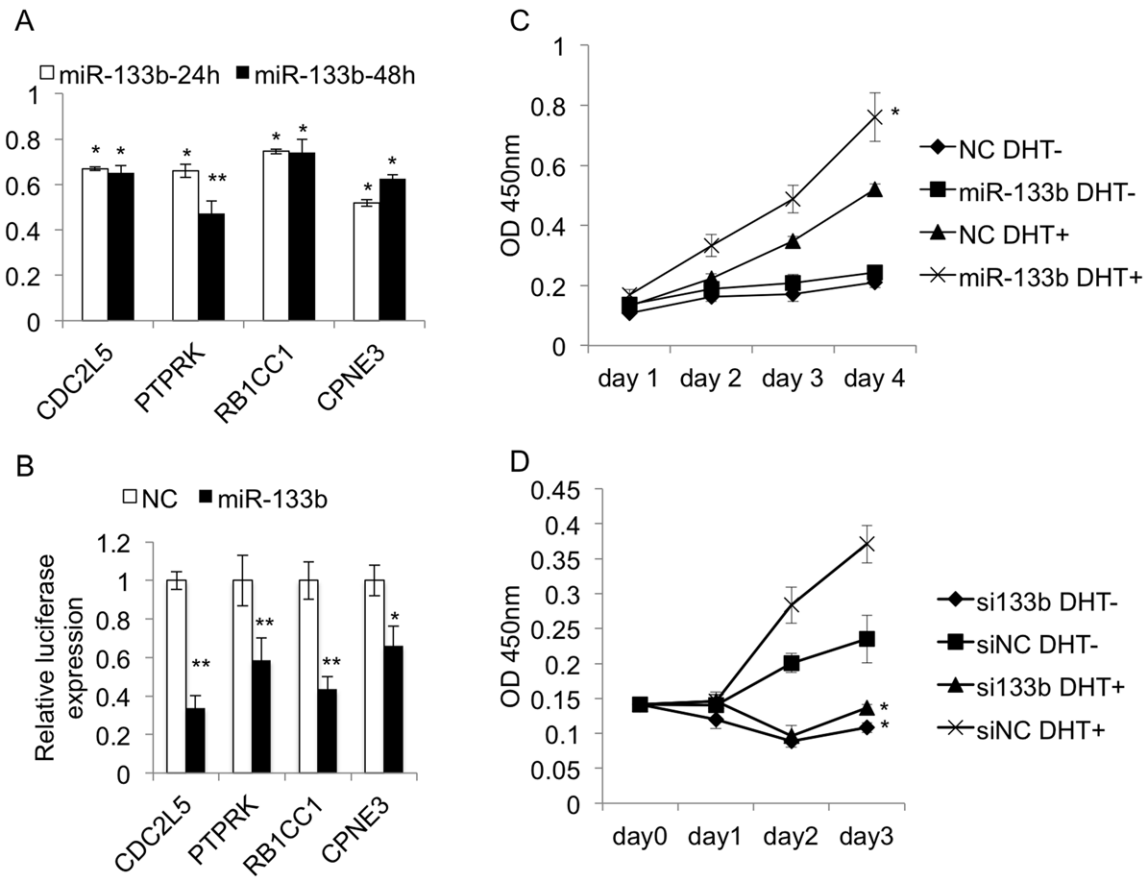 A
miR-133b-24h miR-133b-48h
1
0.8
0.6
0.4
0.2
0
* * * ** * * * *
CDC2L5 PTPRK RB1CC1 CPNE3
B
NC miR-133b
Relative luciferase
expression
1.2
1
0.8
0.6
0.4
0.2
0
** ** ** *
CDC2L5 PTPRK RB1CC1 CPNE3
C
OD 450nm
1
0.8
0.6
0.4
0.2
0
*
day 1 day 2 day 3 day 4
NC DHT-
miR-133b DHT-
NC DHT+
miR-133b DHT+
D
OD 450nm
0.45
0.4
0.35
0.3
0.25
0.2
0.15
0.1
0.05
0
*
*
day0 day1 day2 day3
si133b DHT-
siNC DHT-
si133b DHT+
siNC DHT+